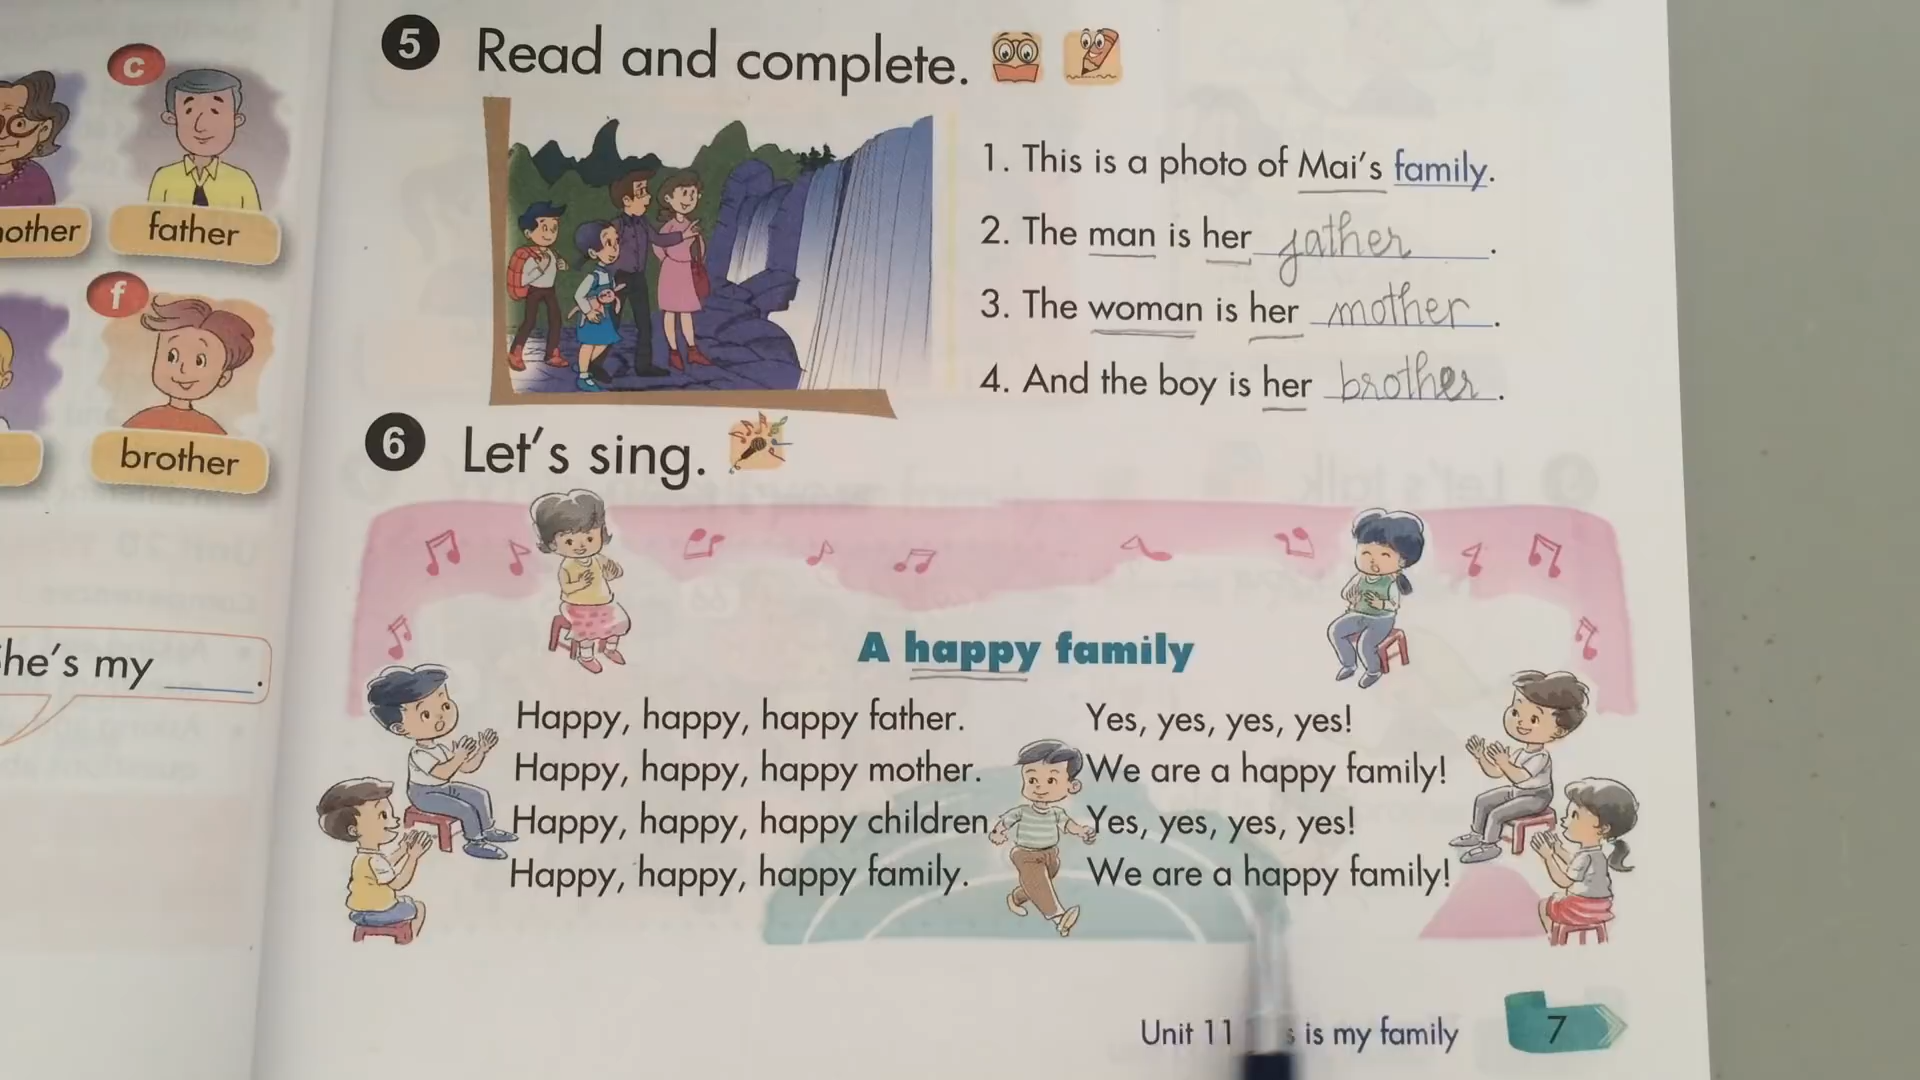 c
father
f
brother
he's my ____.
5 Read and complete.
1. This is a photo of Mai's family.
2. The man is her father.
3. The woman is her mother.
4. And the boy is her brother.
6 Let's sing.
A happy family
Happy, happy, happy father.
Happy, happy, happy mother.
Happy, happy, happy children
Happy, happy, happy family.
Yes, yes, yes, yes!
We are a happy family!
Yes, yes, yes, yes!
We are a happy family!
Unit 11 is my family
7